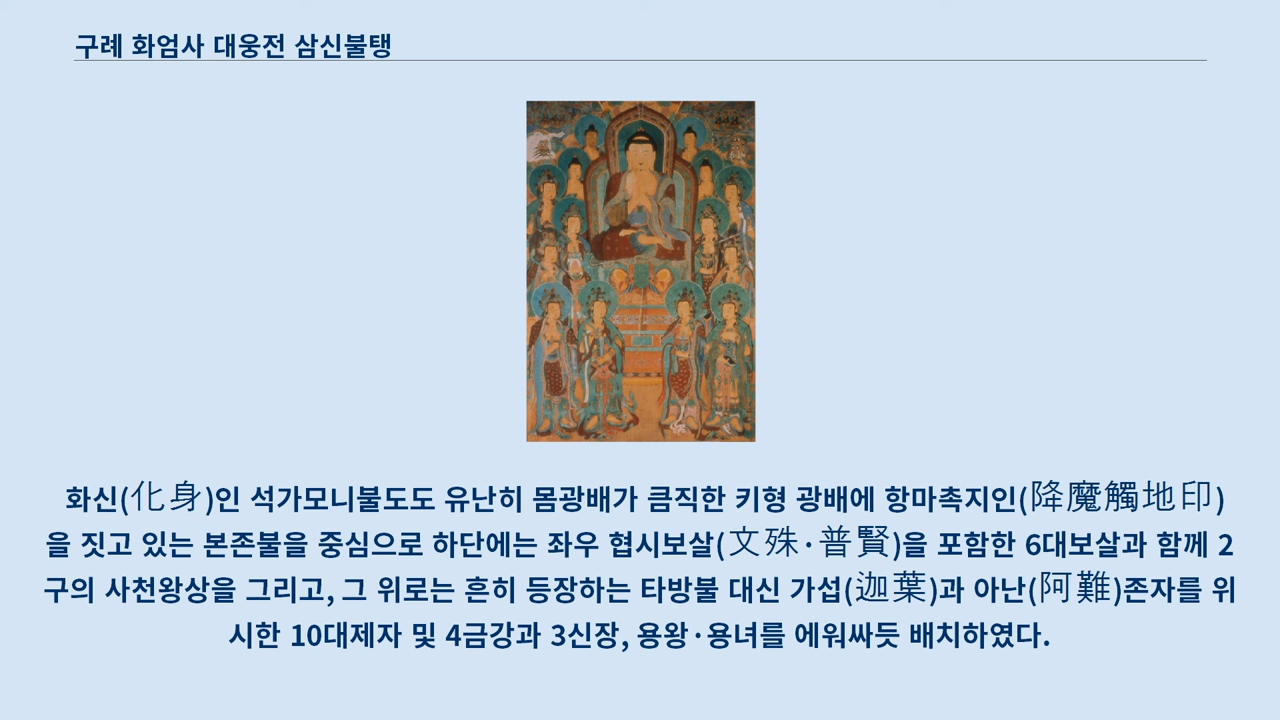 구례 화엄사 대웅전 삼신불탱
화신(化身)인 석가모니불도도 유난히 몸광배가 큼직한 키형 광배에 항마촉지인(降魔觸地印)
을 짓고 있는 본존불을 중심으로 하단에는 좌우 협시보살(文殊·普賢)을 포함한 6대보살과 함께 2
구의 사천왕상을 그리고, 그 위로는 흔히 등장하는 타방불 대신 가섭(迦葉)과 아난(阿難)존자를 위
시한 10대제자 및 4금강과 3신장, 용왕·용녀를 에워싸듯 배치하였다.